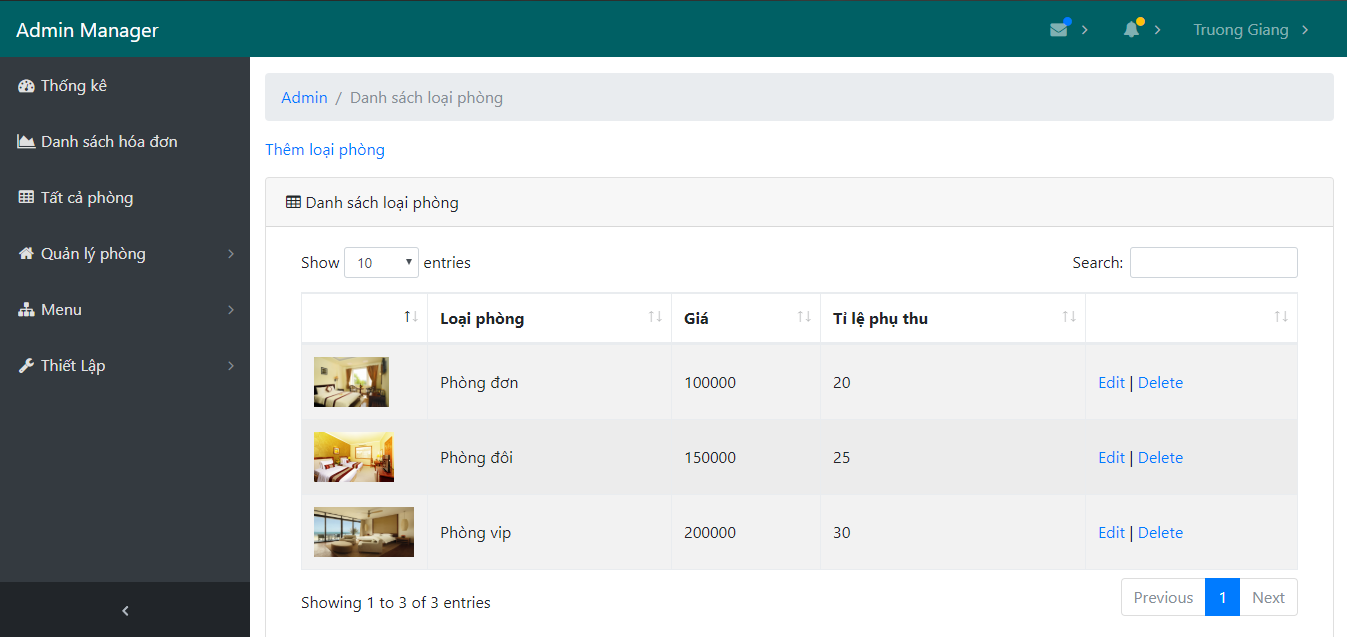 Admin Manager
Truong Giang
Thống kê
Danh sách hóa đơn
Tất cả phòng
Quản lý phòng
Menu
Thiết Lập
Admin / Danh sách loại phòng
Thêm loại phòng
Danh sách loại phòng
Show 10 entries
Search:
Loại phòng Giá Tỉ lệ phụ thu
Phòng đơn 100000 20 Edit | Delete
Phòng đôi 150000 25 Edit | Delete
Phòng vip 200000 30 Edit | Delete
Showing 1 to 3 of 3 entries
Previous 1 Next